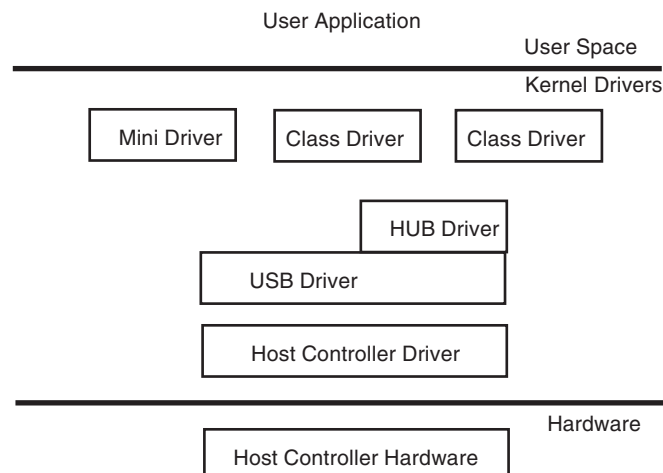 User Application
User Space
Kernel Drivers
Mini Driver
Class Driver
Class Driver
HUB Driver
USB Driver
Host Controller Driver
Hardware
Host Controller Hardware